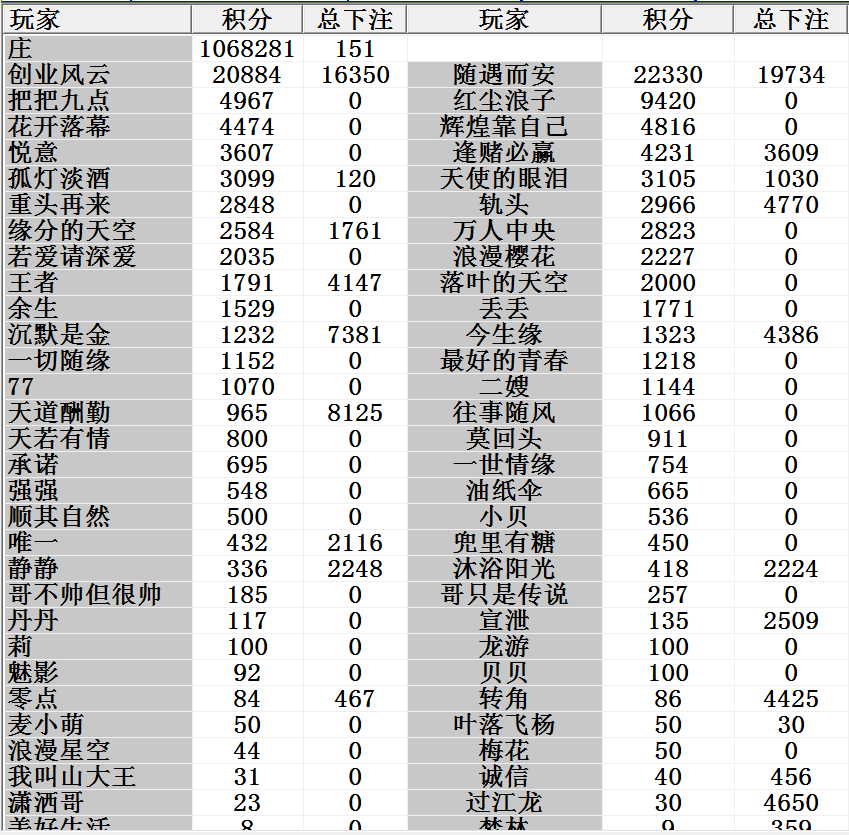 玩家 积分 总下注 玩家 积分 总下注
庄 1068281 151
创业风云 20884 16350 随遇而安 22330 19734
把把九点 4967 0 红尘浪子 9420 0
花开落幕 4474 0 辉煌靠自己 4816 0
悦意 3607 0 逢赌必赢 4231 3609
孤灯淡酒 3099 120 天使的眼泪 3105 1030
重头再来 2848 0 轨头 2966 4770
缘分的天空 2584 1761 万人中央 2823 0
若爱请深爱 2035 0 浪漫樱花 2227 0
王者 1791 4147 落叶的天空 2000 0
余生 1529 0 丢丢 1771 0
沉默是金 1232 7381 今生缘 1323 4386
一切随缘 1152 0 最好的青春 1218 0
77 1070 0 二嫂 1144 0
天道酬勤 965 8125 往事随风 1066 0
天若有情 800 0 莫回头 911 0
承诺 695 0 一世情缘 754 0
强强 548 0 油纸伞 665 0
顺其自然 500 0 小贝 536 0
唯一 432 2116 兜里有糖 450 0
静静 336 2248 沐浴阳光 418 2224
哥不帅但很帅 185 0 哥只是传说 257 0
丹丹 117 0 宣泄 135 2509
莉 100 0 龙游 100 0
魅影 92 0 贝贝 100 0
零点 84 467 转角 86 4425
麦小萌 50 0 叶落飞杨 50 30
浪漫星空 44 0 梅花 50 0
我叫山大王 31 0 诚信 40 456
潇洒哥 23 0 过江龙 30 4650
美好生活 8 0 梦林 9 359